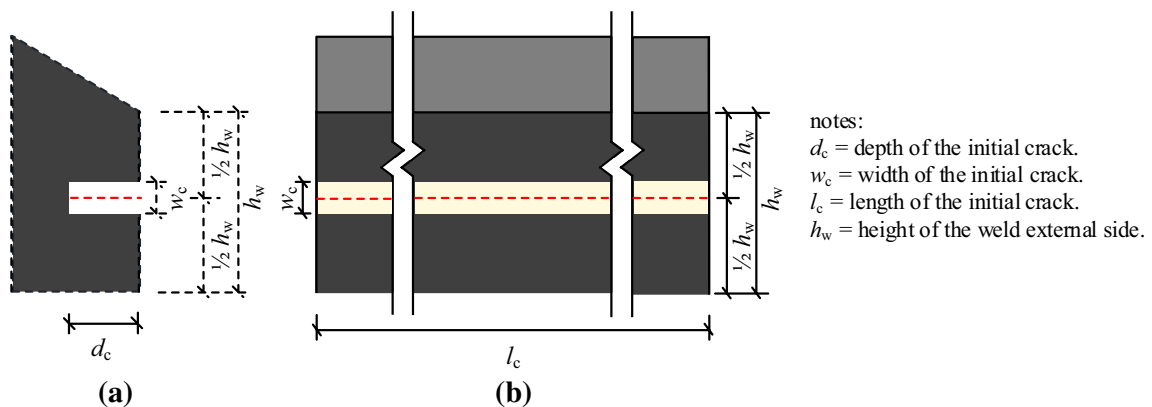 w_c
½ h_w
½ h_w
h_w
d_c
(a)
w_c
½ h_w
½ h_w
h_w
l_c
(b)
notes:
d_c = depth of the initial crack.
w_c = width of the initial crack.
l_c = length of the initial crack.
h_w = height of the weld external side.